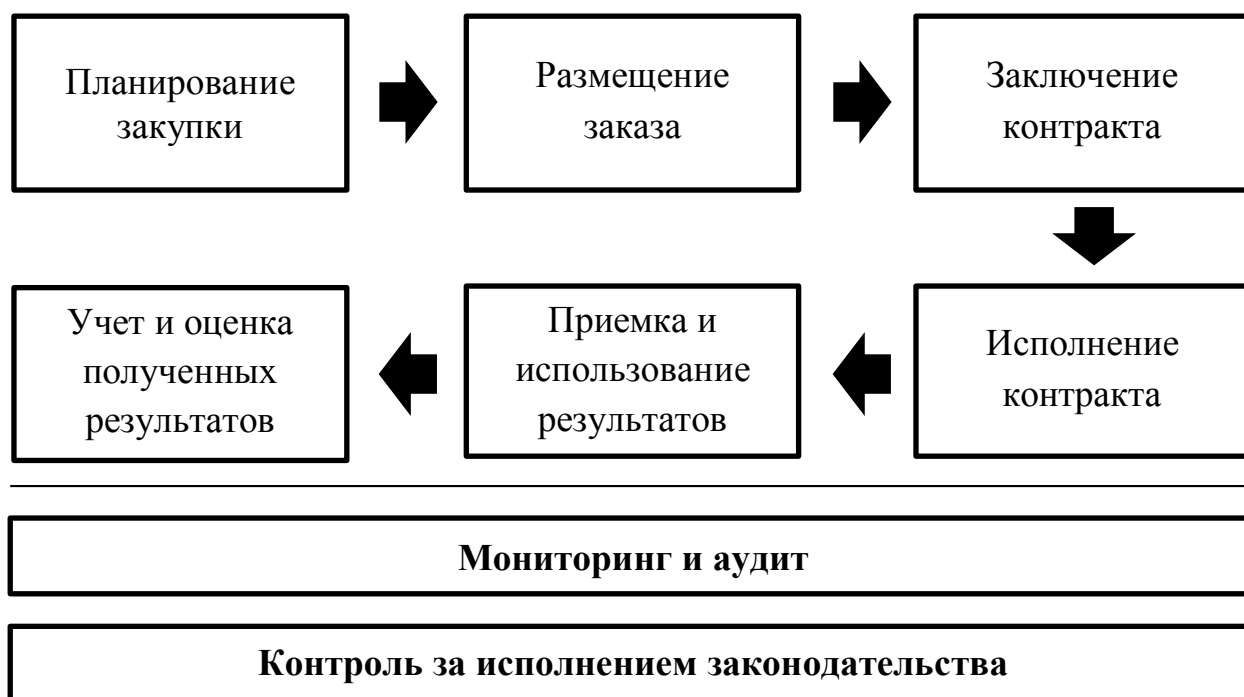 Планирование
закупки
Размещение
заказа
Заключение
контракта
Учет и оценка
полученных
результатов
Приемка и
использование
результатов
Исполнение
контракта
Мониторинг и аудит
Контроль за исполнением законодательства